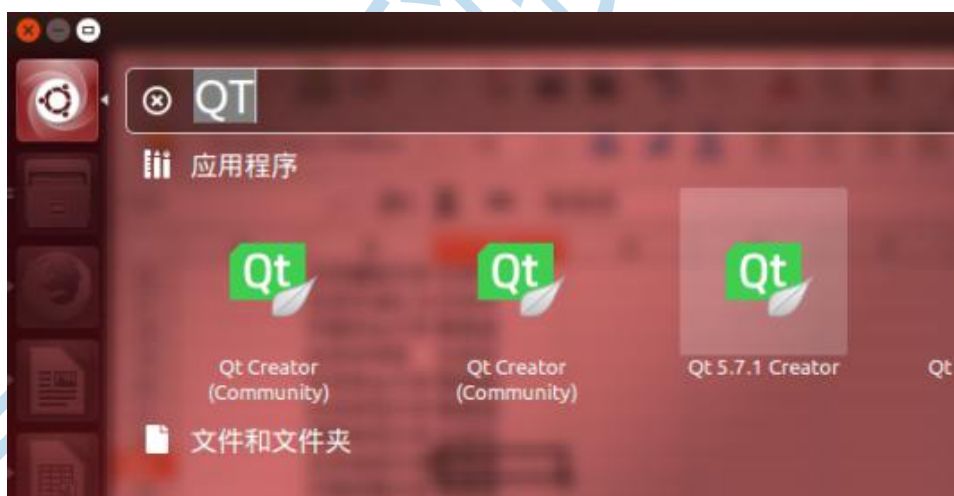 QT
应用程序
Qt Qt Qt
Qt Creator (Community)
Qt Creator (Community)
Qt 5.7.1 Creator
Qt
文件和文件夹